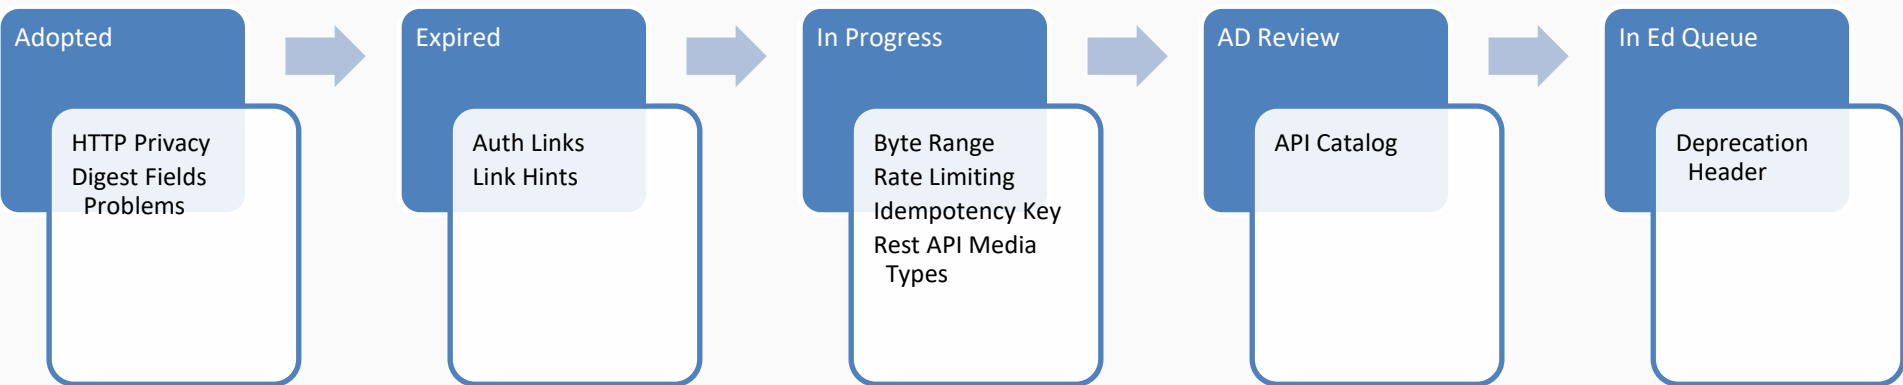 Adopted
HTTP Privacy
Digest Fields
Problems
Expired
Auth Links
Link Hints
In Progress
Byte Range
Rate Limiting
Idempotency Key
Rest API Media
Types
AD Review
API Catalog
In Ed Queue
Deprecation
Header